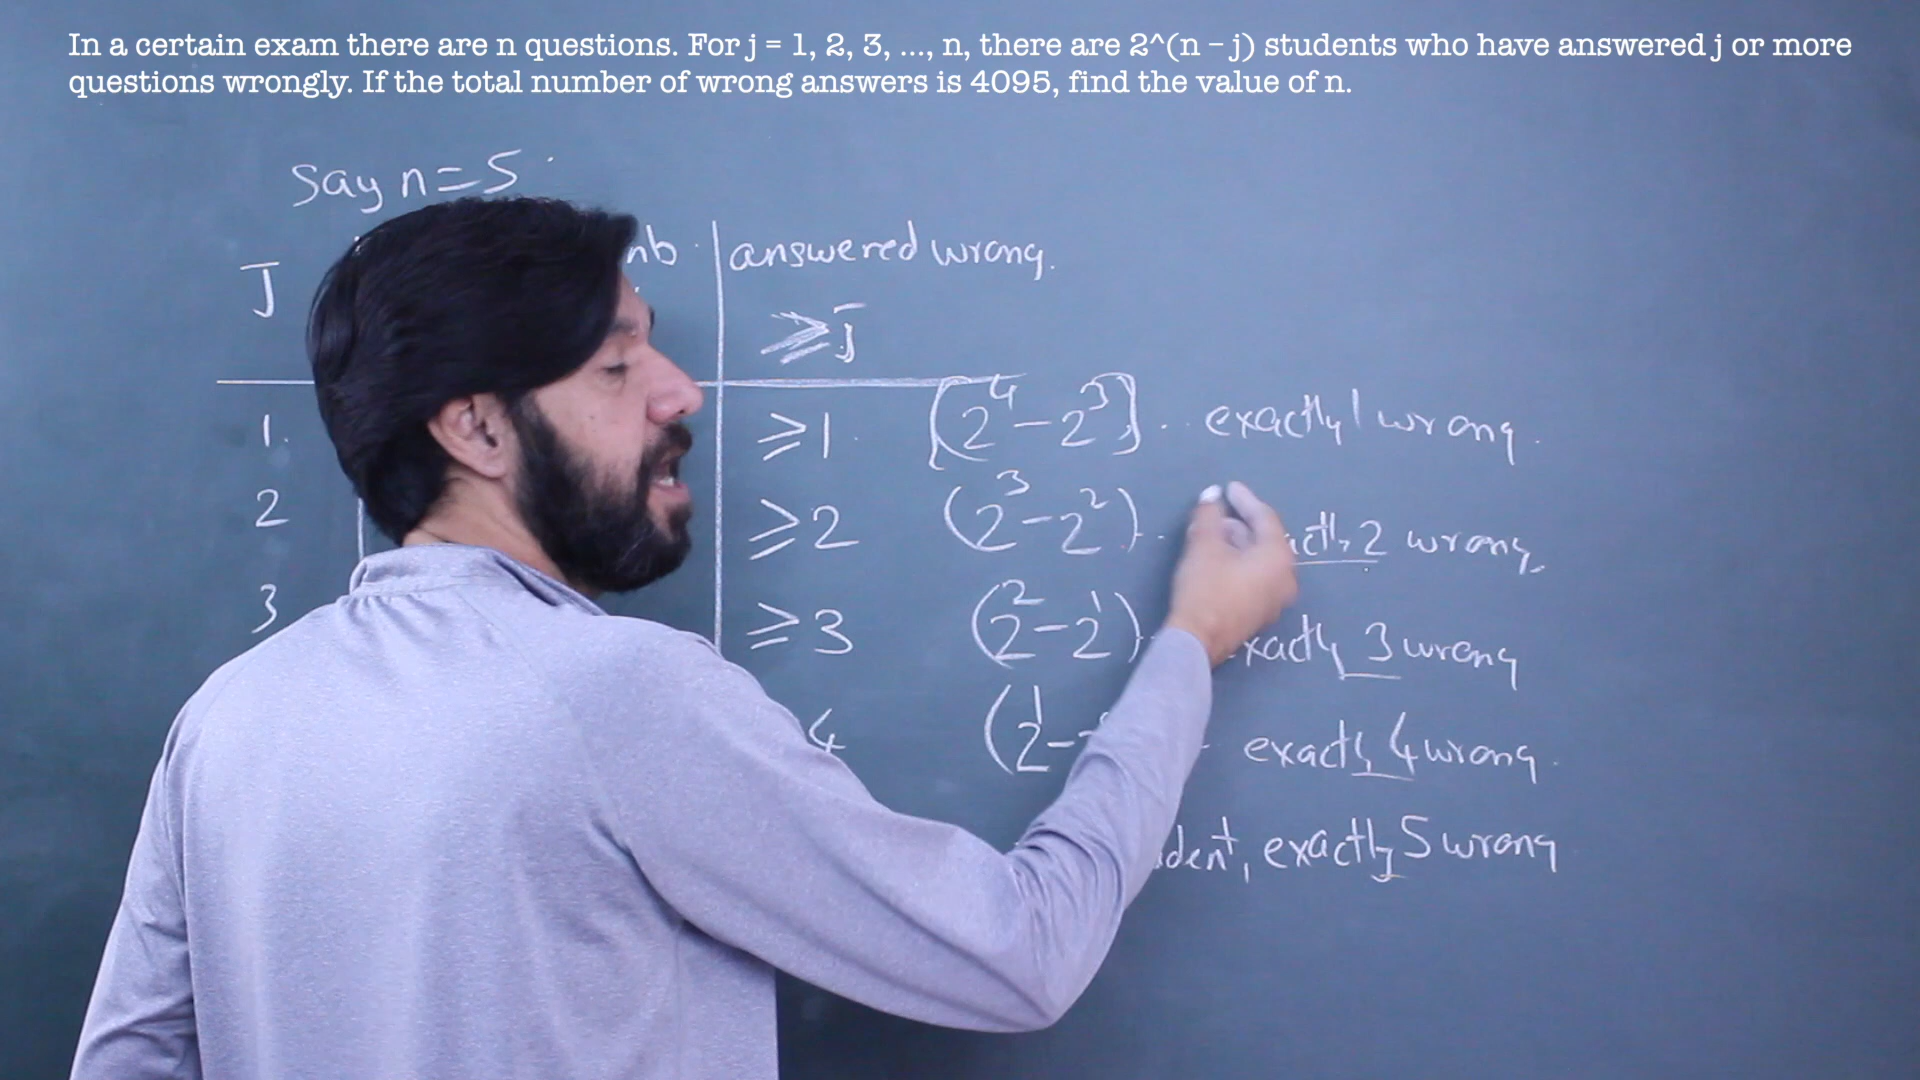 In a certain exam there are n questions. For j = 1, 2, 3, ..., n, there are 2^(n - j) students who have answered j or more
questions wrongly. If the total number of wrong answers is 4095, find the value of n.
Say n=5
J nb answered wrong.
≥j
1. ≥1 [2⁴-2³] .. exactly 1 wrong.
2 ≥2 (2³-2²) .. 2 wrong.
3 ≥3 (2²-2¹) exactly 3 wrong
4 exactly 4 wrong.
exactly 5 wrong